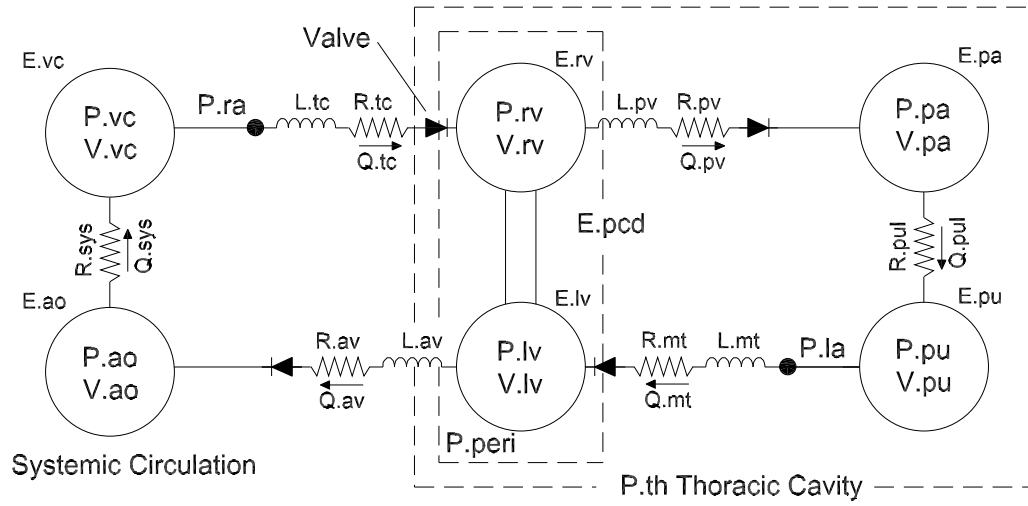 Valve
E.vc
E.rv
E.pa
P.ra
L.tc
R.tc
L.pv
R.pv
P.vc
V.vc
P.rv
V.rv
P.pa
V.pa
Q.tc
Q.pv
R.sys
Q.sys
E.pcd
R.pul
Q.pul
E.ao
E.lv
E.pu
R.av
L.av
R.mt
L.mt
P.la
P.ao
V.ao
P.lv
V.lv
P.pu
V.pu
Q.av
Q.mt
P.peri
Systemic Circulation
P.th Thoracic Cavity